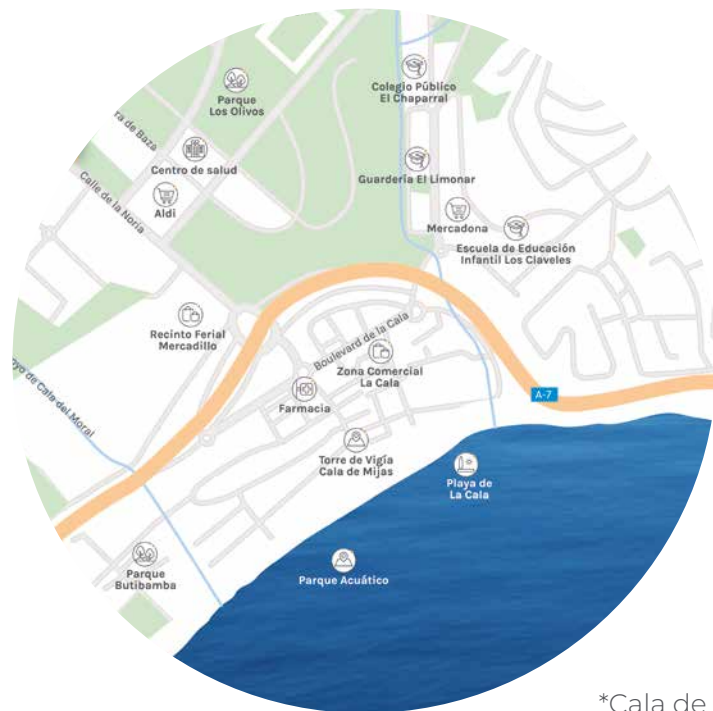 Colegio Público
El Chaparral
Parque
Los Olivos
ra de Baza
Centro de salud
Guardería El Limonar
Calle de la Noria
Aldi
Mercadona
Escuela de Educación
Infantil Los Claveles
Recinto Ferial
Mercadillo
Boulevard de la Cala
Zona Comercial
La Cala
oyo de Cala del Moral
Farmacia
A-7
Torre de Vigía
Cala de Mijas
Playa de
La Cala
Parque
Butibamba
Parque Acuático
*Cala de